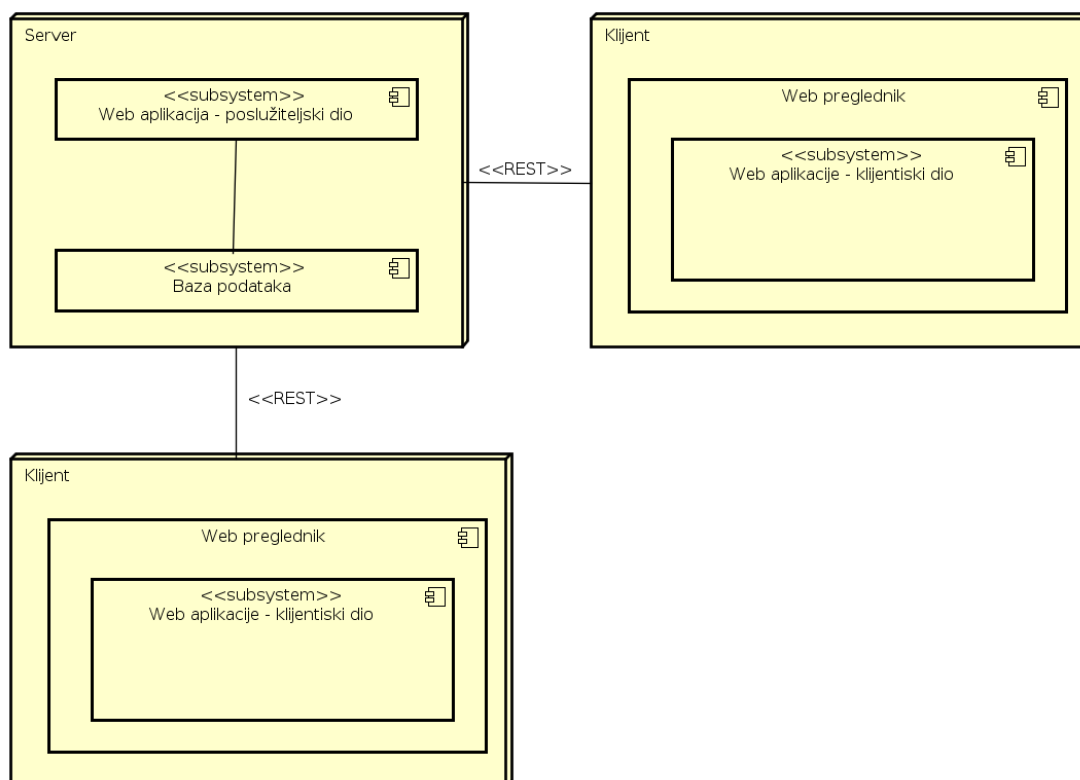 Server
<<subsystem>>
Web aplikacija - poslužiteljski dio
<<subsystem>>
Baza podataka
<<REST>>
Klijent
Web preglednik
<<subsystem>>
Web aplikacije - klijentiski dio
<<REST>>
Klijent
Web preglednik
<<subsystem>>
Web aplikacije - klijentiski dio